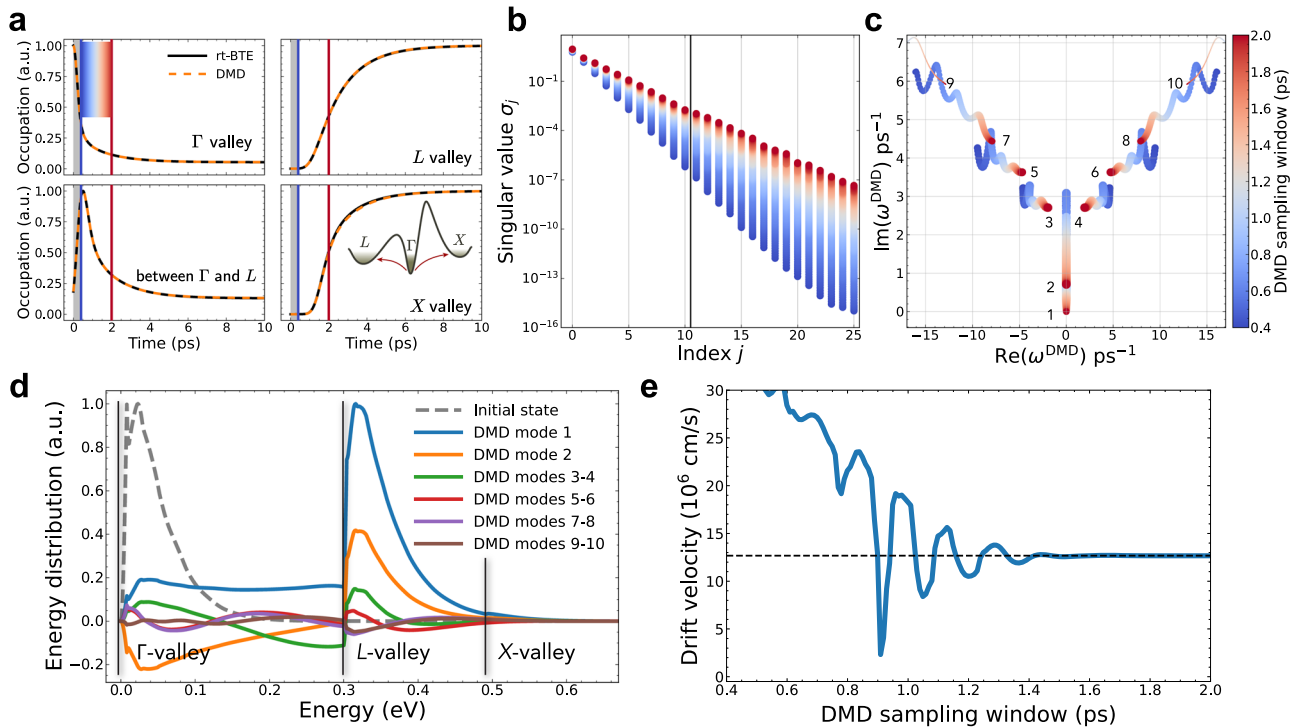 a
Occupation (a.u.)
1.00
0.75
0.50
0.25
0.00
rt-BTE
DMD
Γ valley
L valley
Occupation (a.u.)
1.00
0.75
0.50
0.25
0.00
between Γ and L
L
Γ
X
X valley
0 2 4 6 8 10
0 2 4 6 8 10
Time (ps)
Time (ps)
b
Singular value σj
10⁻¹
10⁻⁴
10⁻⁷
10⁻¹⁰
10⁻¹³
10⁻¹⁶
0 5 10 15 20 25
Index j
c
Im(ω^DMD) ps⁻¹
7
6
5
4
3
2
1
0
9
10
7
8
5
6
3
4
2
1
−15 −10 −5 0 5 10 15
Re(ω^DMD) ps⁻¹
2.0
1.8
1.6
1.4
1.2
1.0
0.8
0.6
0.4
DMD sampling window (ps)
d
Energy distribution (a.u.)
1.0
0.8
0.6
0.4
0.2
0.0
−0.2
Initial state
DMD mode 1
DMD mode 2
DMD modes 3-4
DMD modes 5-6
DMD modes 7-8
DMD modes 9-10
Γ-valley
L-valley
X-valley
0.0 0.1 0.2 0.3 0.4 0.5 0.6
Energy (eV)
e
Drift velocity (10⁶ cm/s)
30
25
20
15
10
5
0
0.4 0.6 0.8 1.0 1.2 1.4 1.6 1.8 2.0
DMD sampling window (ps)